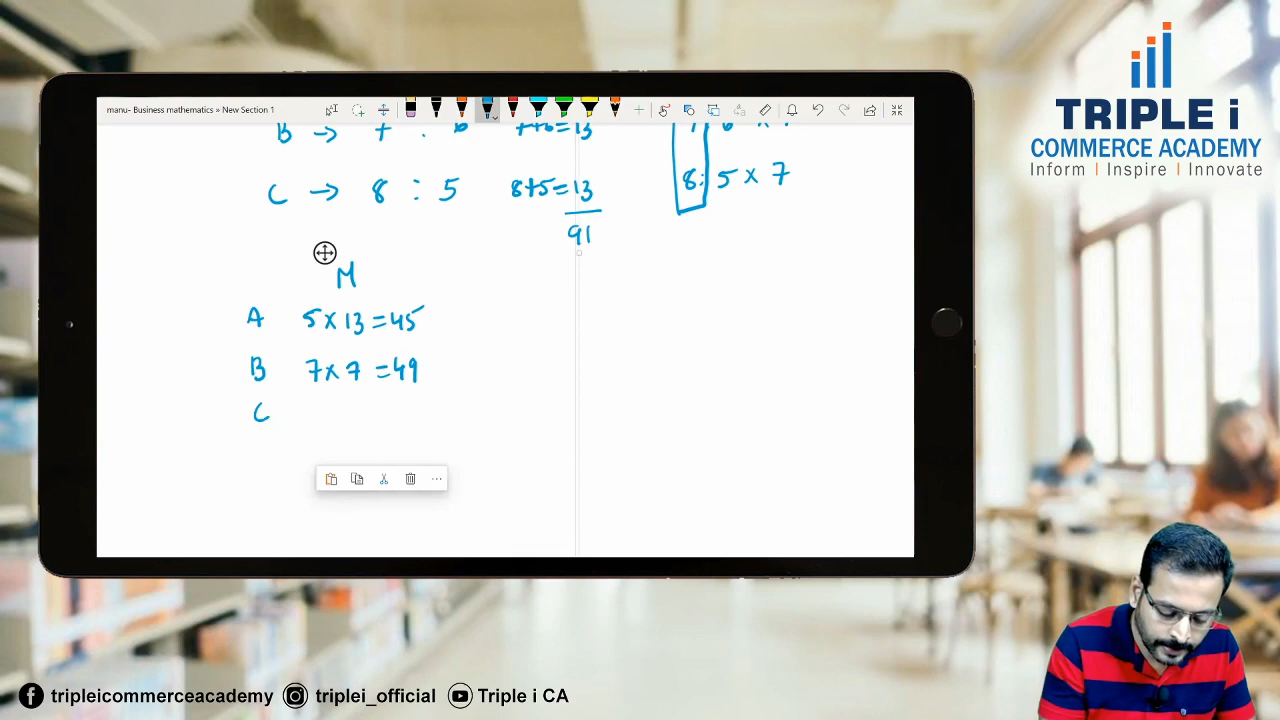 manu- Business mathematics » New Section 1
B → 7 : 6 7+6=13
C → 8 : 5 8+5=13 8: 5 x 7
91
M
A 5 x 13 =45
B 7 x 7 =49
C
TRIPLE i
COMMERCE ACADEMY
Inform | Inspire | Innovate
tripleicommerceacademy triplei_official Triple i CA